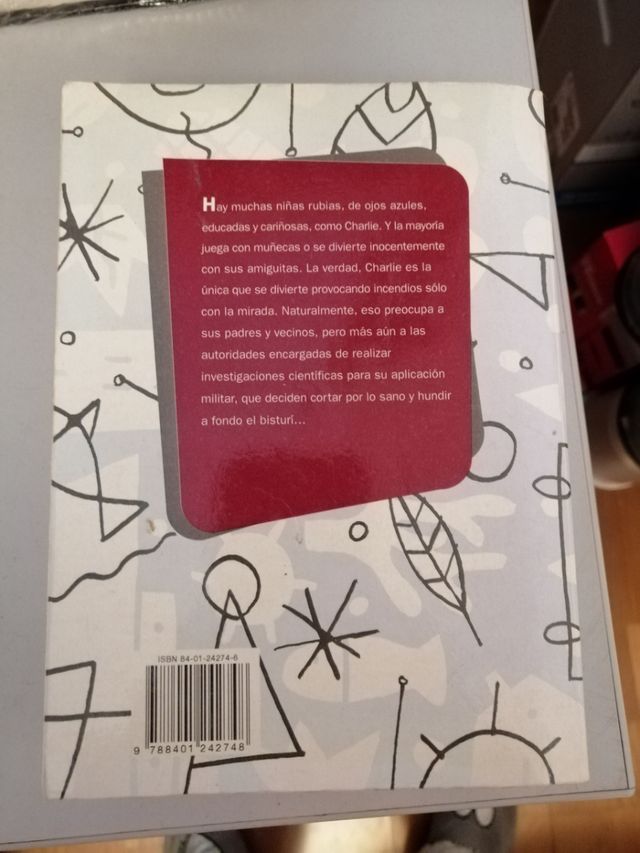 Hay muchas niñas rubias, de ojos azules,
educadas y cariñosas, como Charlie. Y la mayoría
juega con muñecas o se divierte inocentemente
con sus amiguitas. La verdad, Charlie es la
única que se divierte provocando incendios sólo
con la mirada. Naturalmente, eso preocupa a
sus padres y vecinos, pero más aún a las
autoridades encargadas de realizar
investigaciones científicas para su aplicación
militar, que deciden cortar por lo sano y hundir
a fondo el bisturí...
ISBN 84-01-24274-6
9 788401 242748